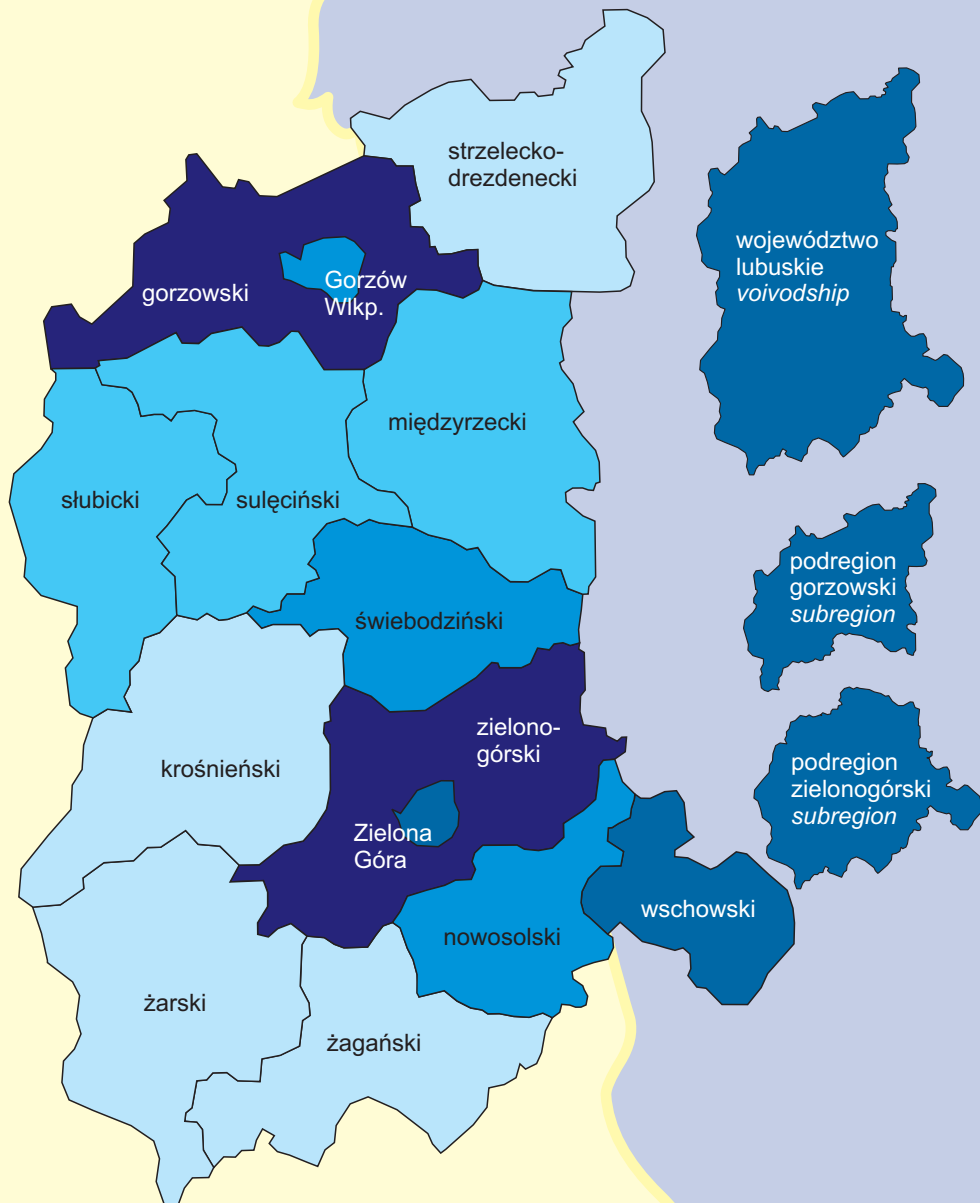 strzelecko-
drezdenecki
gorzowski
Gorzów
Wlkp.
międzyrzecki
słubicki
sulęciński
świebodziński
krośnieński
zielono-
górski
Zielona
Góra
nowosolski
wschowski
żarski
żagański
województwo
lubuskie
voivodship
podregion
gorzowski
subregion
podregion
zielonogórski
subregion